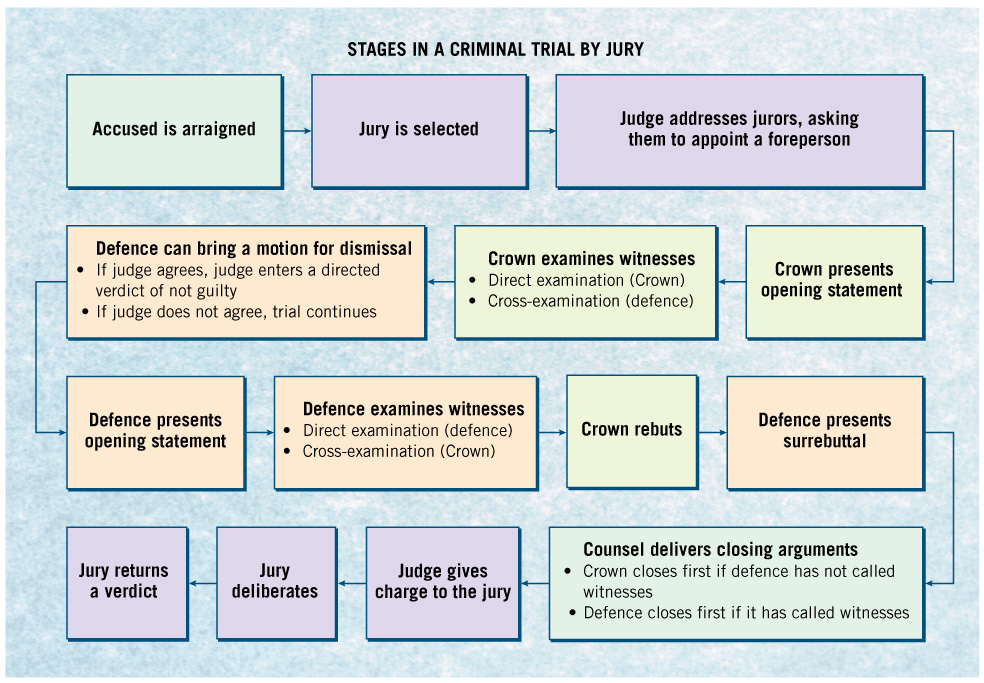 STAGES IN A CRIMINAL TRIAL BY JURY
Accused is arraigned
Jury is selected
Judge addresses jurors, asking
them to appoint a foreperson
Crown presents
opening statement
Crown examines witnesses
• Direct examination (Crown)
• Cross-examination (defence)
Defence can bring a motion for dismissal
• If judge agrees, judge enters a directed
verdict of not guilty
• If judge does not agree, trial continues
Defence presents
opening statement
Defence examines witnesses
• Direct examination (defence)
• Cross-examination (Crown)
Crown rebuts
Defence presents
surrebuttal
Counsel delivers closing arguments
• Crown closes first if defence has not called
witnesses
• Defence closes first if it has called witnesses
Judge gives
charge to the jury
Jury
deliberates
Jury returns
a verdict